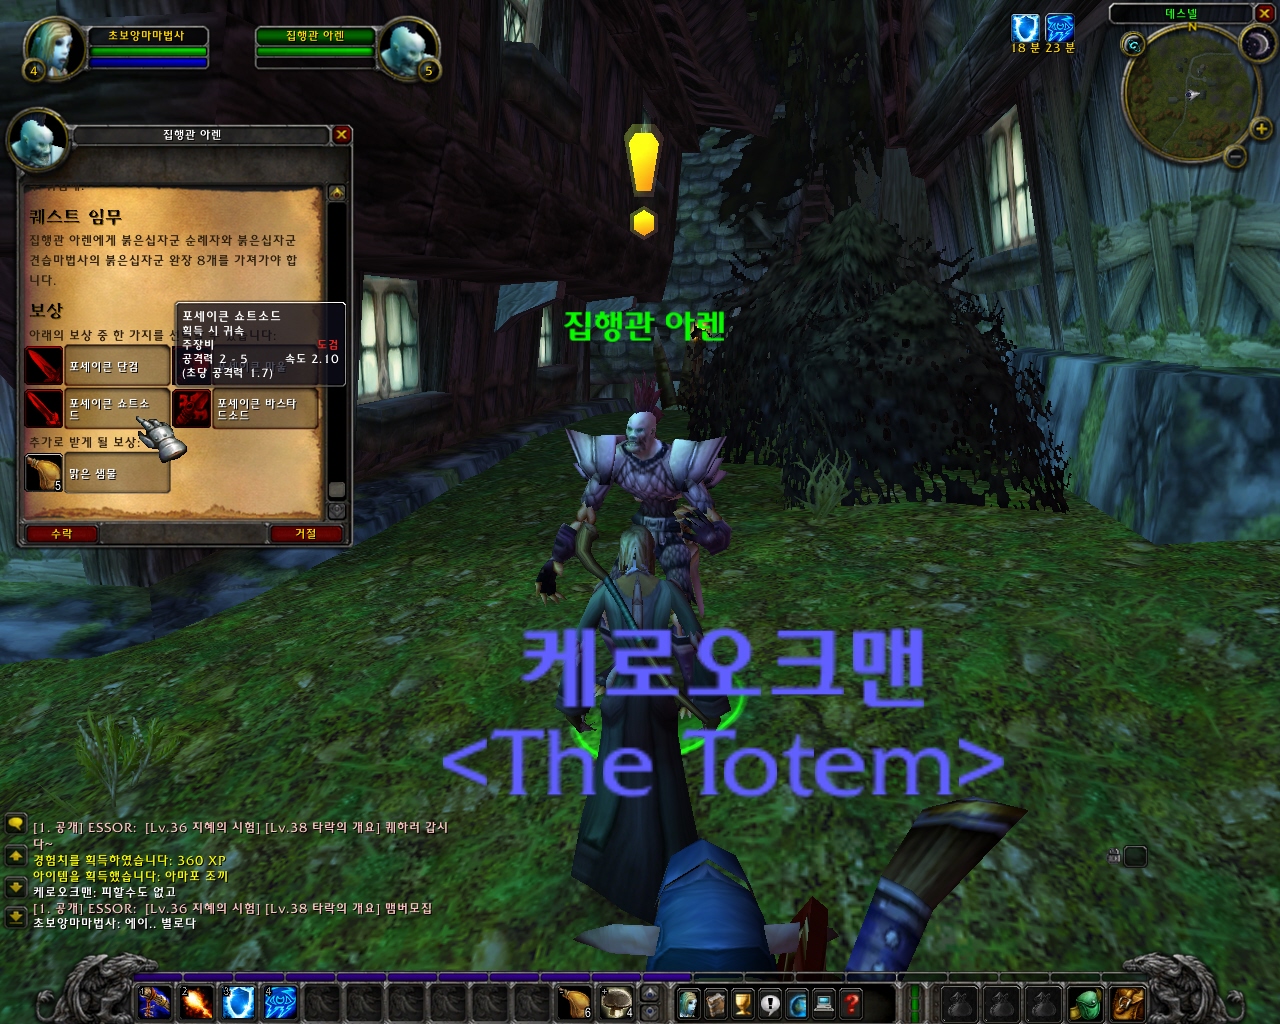 초보앙마마법사
4
집행관 아렌
5
18 분 23 분
데스넬
N
집행관 아렌
퀘스트 임무
집행관 아렌에게 붉은십자군 순례자와 붉은십자군
견습마법사의 붉은십자군 완장 8개를 가져가야 합
니다.
보상
아래의 보상 중 한 가지를
포세이큰 쇼트소드
획득 시 귀속
주장비 도검
공격력 2 - 5 속도 2.10
(초당 공격력 1.7)
포세이큰 단검
포세이큰 쇼트소
드
포세이큰 바스타
드소드
추가로 받게 될 보상:
맑은 샘물
5
수락
거절
집행관 아렌
케로오크맨
<The Totem>
[1. 공개] ESSOR: [Lv.36 지혜의 시험] [Lv.38 타락의 개요] 퀘하러 갑시
다~
경험치를 획득하였습니다: 360 XP
아이템을 획득했습니다: 아마포 조끼
케로오크맨: 피할수도 없고
[1. 공개] ESSOR: [Lv.36 지혜의 시험] [Lv.38 타락의 개요] 맴버모집
초보앙마마법사: 에이.. 별로다
1 2 3 4 - 6 + 4